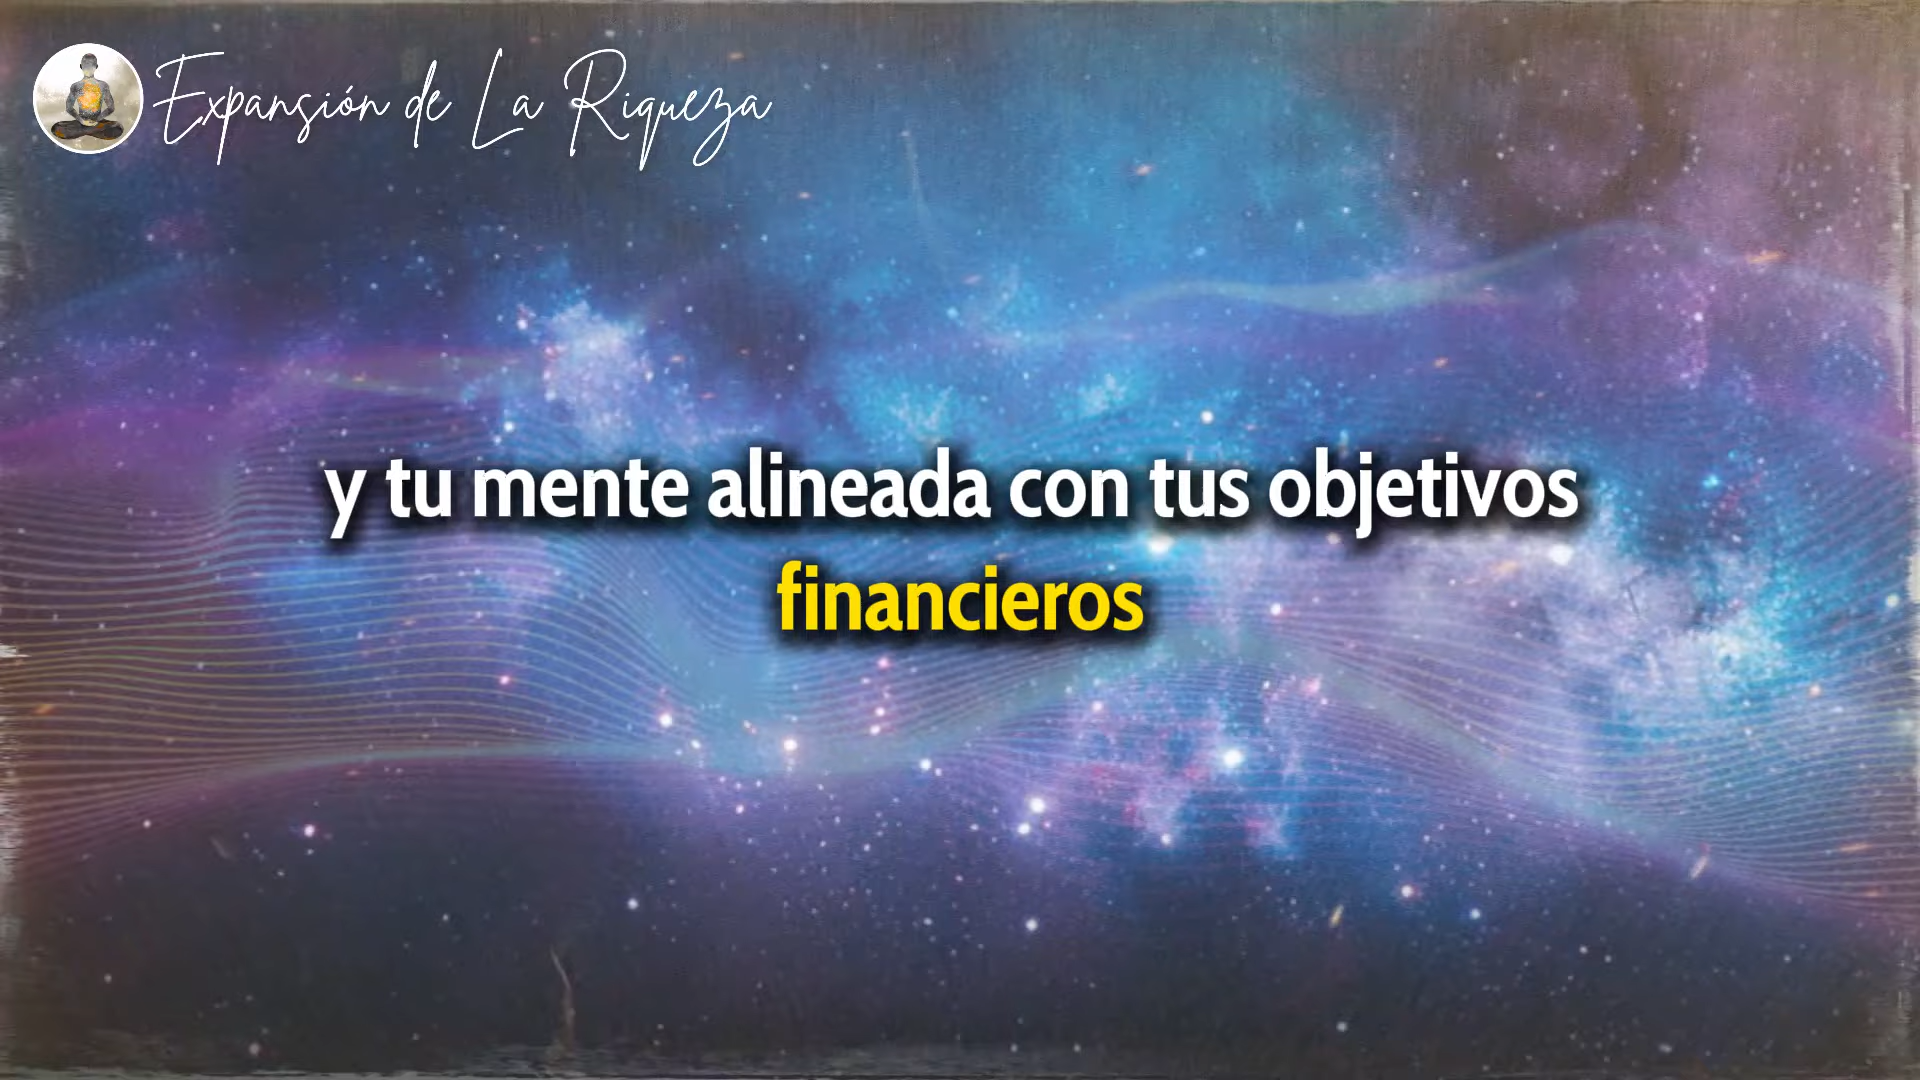 Expansión de La Riqueza
y tu mente alineada con tus objetivos
financieros